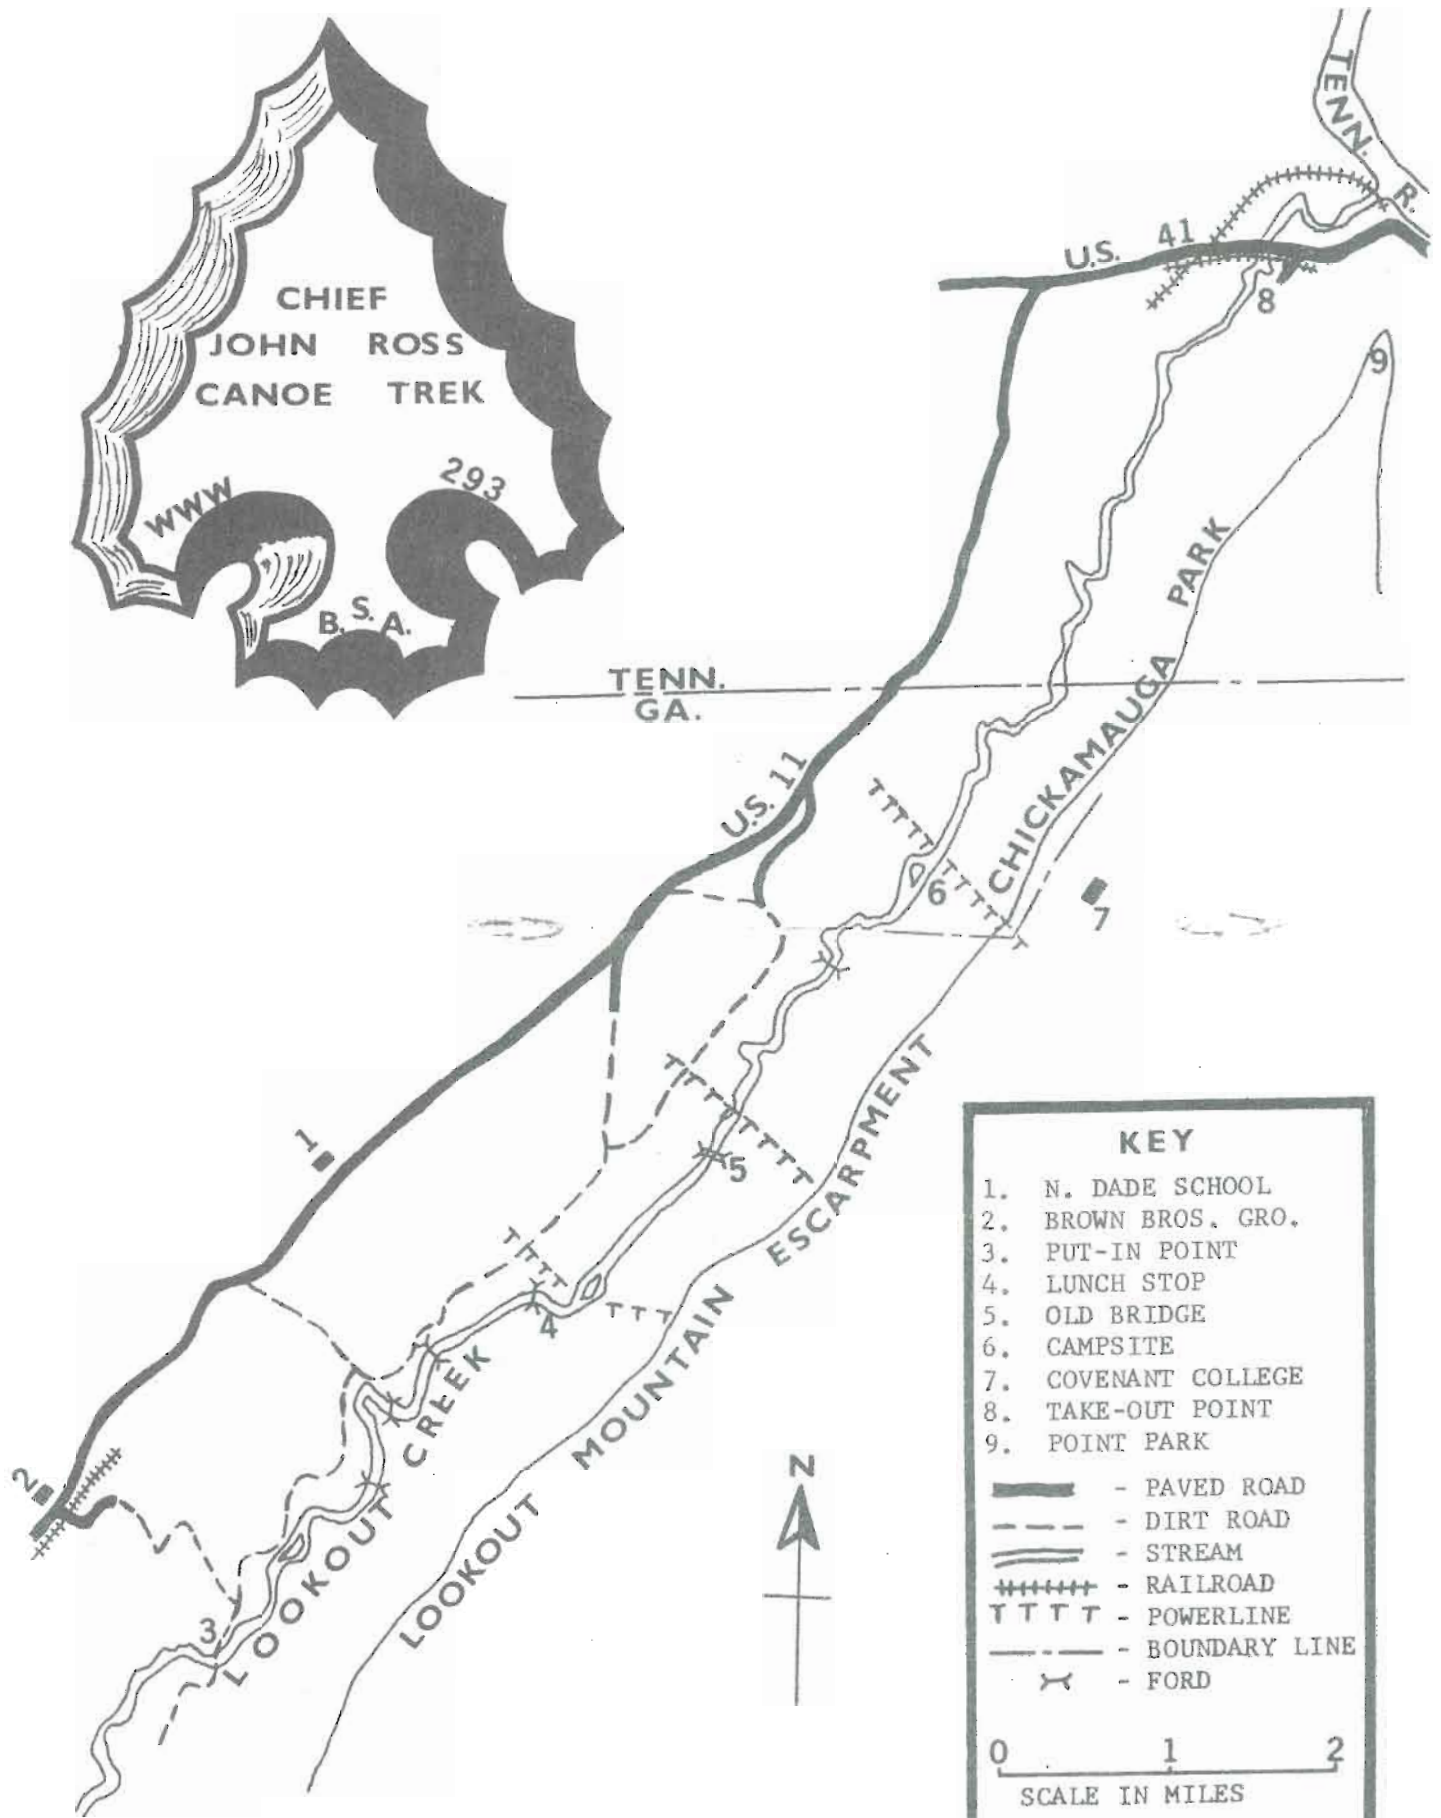 CHIEF
JOHN ROSS
CANOE TREK
WWW
293
B.S.A.
TENN. R.
U.S. 41
8
9
CHICKAMAUGA PARK
TENN.
GA.
U.S. 11
6
7
1
5
4
2
3
LOOKOUT CREEK
LOOKOUT MOUNTAIN ESCARPMENT
N
KEY
1. N. DADE SCHOOL
2. BROWN BROS. GRO.
3. PUT-IN POINT
4. LUNCH STOP
5. OLD BRIDGE
6. CAMPSITE
7. COVENANT COLLEGE
8. TAKE-OUT POINT
9. POINT PARK
- PAVED ROAD
- DIRT ROAD
- STREAM
- RAILROAD
T T T T - POWERLINE
- BOUNDARY LINE
- FORD
0 1 2
SCALE IN MILES